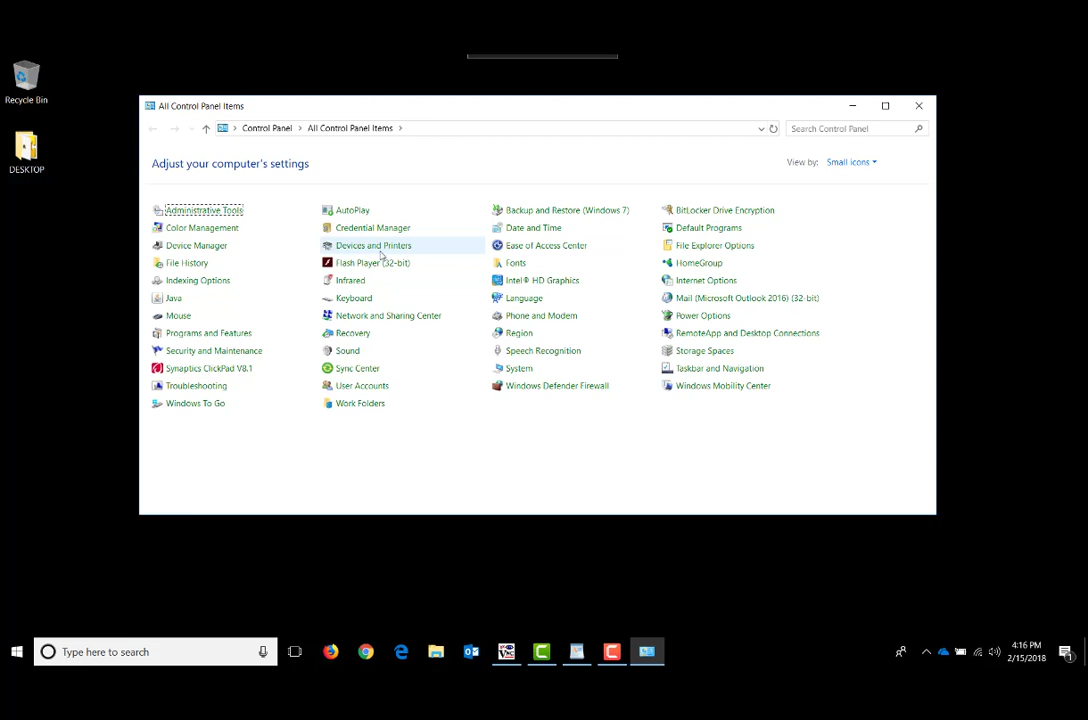 Recycle Bin
DESKTOP
All Control Panel Items
Control Panel > All Control Panel Items >
Search Control Panel
Adjust your computer's settings
View by: Small icons
Administrative Tools
AutoPlay
Backup and Restore (Windows 7)
BitLocker Drive Encryption
Color Management
Credential Manager
Date and Time
Default Programs
Device Manager
Devices and Printers
Ease of Access Center
File Explorer Options
File History
Flash Player (32-bit)
Fonts
HomeGroup
Indexing Options
Infrared
Intel® HD Graphics
Internet Options
Java
Keyboard
Language
Mail (Microsoft Outlook 2016) (32-bit)
Mouse
Network and Sharing Center
Phone and Modem
Power Options
Programs and Features
Recovery
Region
RemoteApp and Desktop Connections
Security and Maintenance
Sound
Speech Recognition
Storage Spaces
Synaptics ClickPad V8.1
Sync Center
System
Taskbar and Navigation
Troubleshooting
User Accounts
Windows Defender Firewall
Windows Mobility Center
Windows To Go
Work Folders
Type here to search
4:16 PM
2/15/2018
1